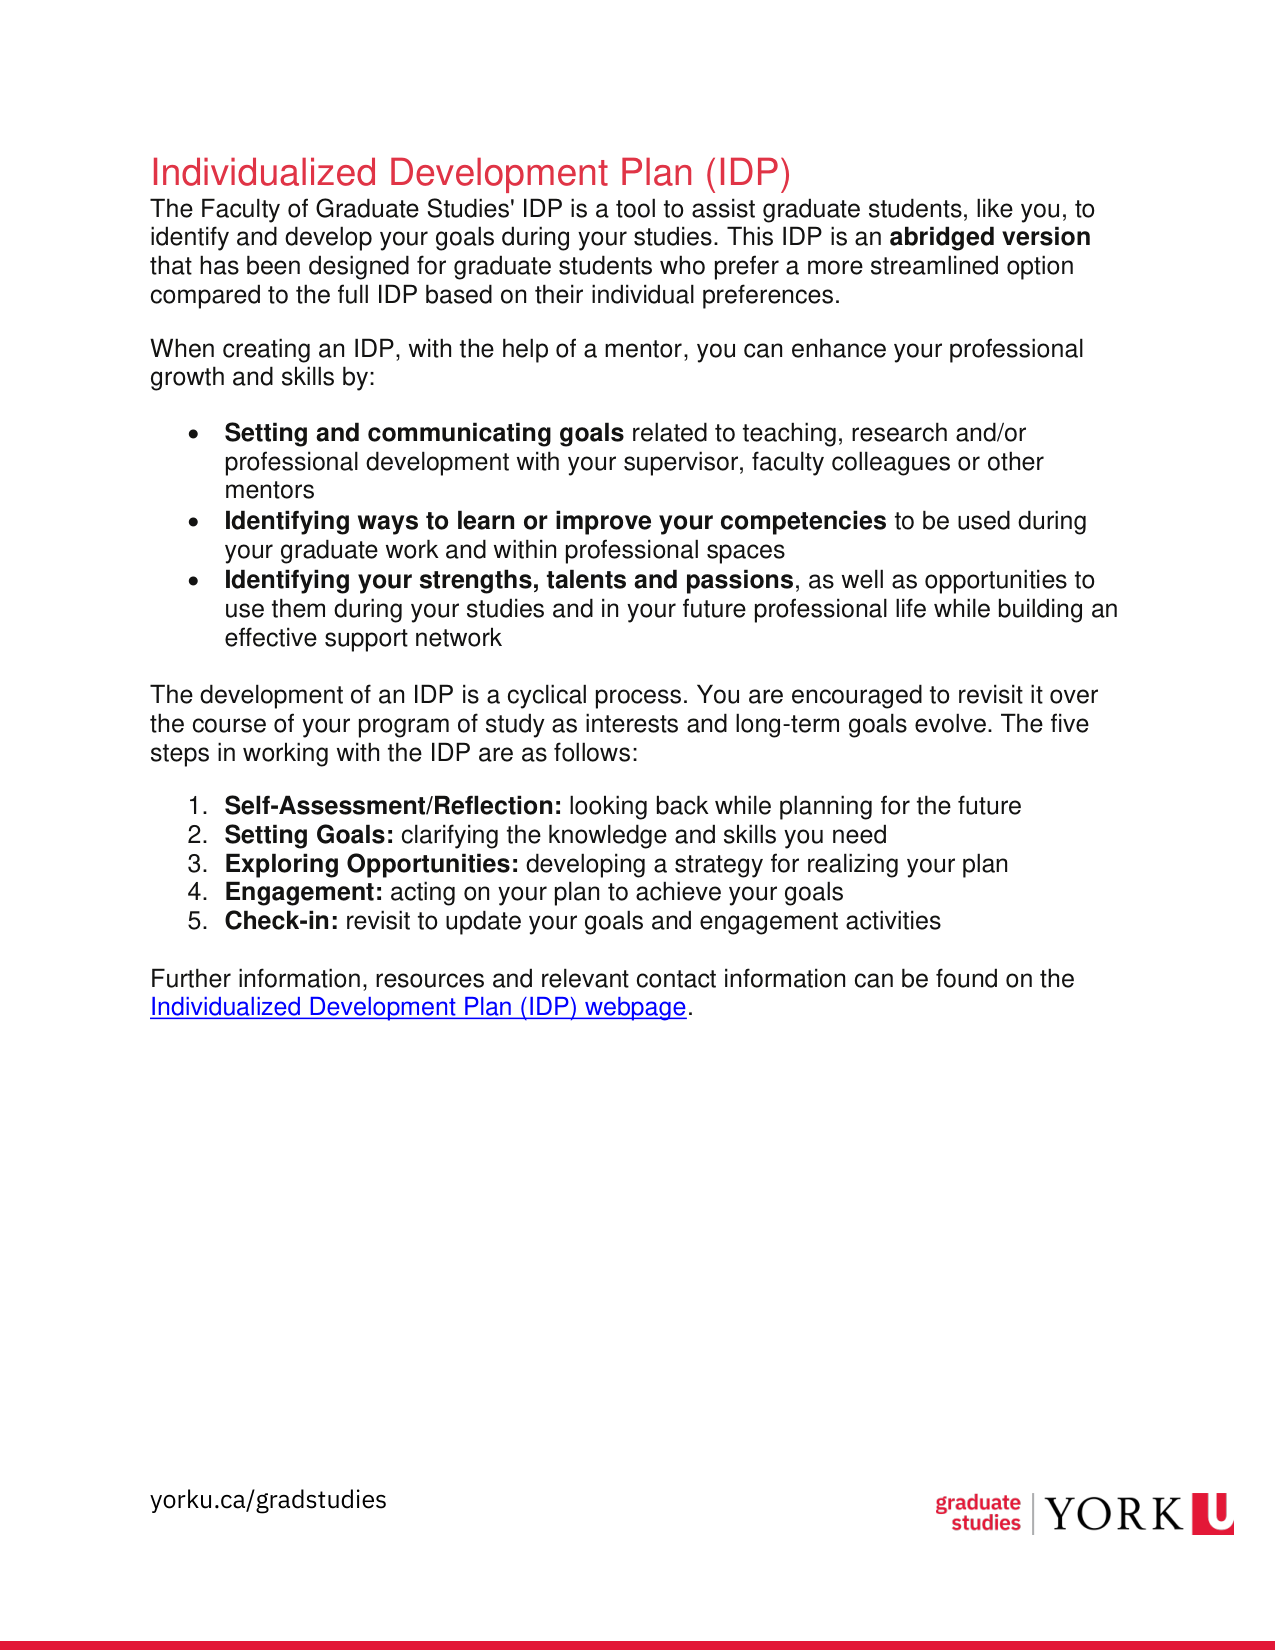 Individualized Development Plan (IDP)
The Faculty of Graduate Studies' IDP is a tool to assist graduate students, like you, to
identify and develop your goals during your studies. This IDP is an abridged version
that has been designed for graduate students who prefer a more streamlined option
compared to the full IDP based on their individual preferences.
When creating an IDP, with the help of a mentor, you can enhance your professional
growth and skills by:
• Setting and communicating goals related to teaching, research and/or
professional development with your supervisor, faculty colleagues or other
mentors
• Identifying ways to learn or improve your competencies to be used during
your graduate work and within professional spaces
• Identifying your strengths, talents and passions, as well as opportunities to
use them during your studies and in your future professional life while building an
effective support network
The development of an IDP is a cyclical process. You are encouraged to revisit it over
the course of your program of study as interests and long-term goals evolve. The five
steps in working with the IDP are as follows:
1. Self-Assessment/Reflection: looking back while planning for the future
2. Setting Goals: clarifying the knowledge and skills you need
3. Exploring Opportunities: developing a strategy for realizing your plan
4. Engagement: acting on your plan to achieve your goals
5. Check-in: revisit to update your goals and engagement activities
Further information, resources and relevant contact information can be found on the
Individualized Development Plan (IDP) webpage.
yorku.ca/gradstudies
graduate
studies
YORK U